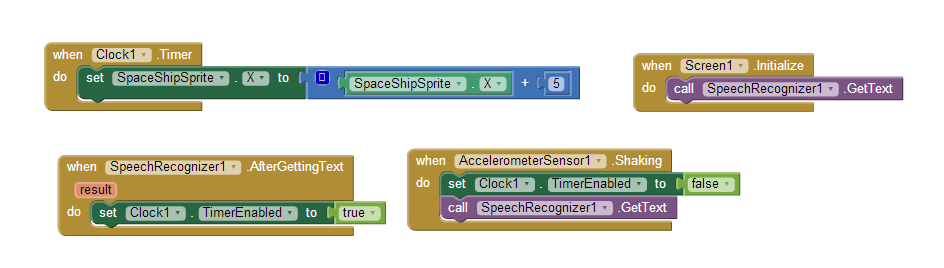 when Clock1 .Timer
do set SpaceShipSprite . X to SpaceShipSprite . X + 5
when Screen1 .Initialize
do call SpeechRecognizer1 .GetText
when SpeechRecognizer1 .AfterGettingText
result
do set Clock1 . TimerEnabled to true
when AccelerometerSensor1 .Shaking
do set Clock1 . TimerEnabled to false
call SpeechRecognizer1 .GetText